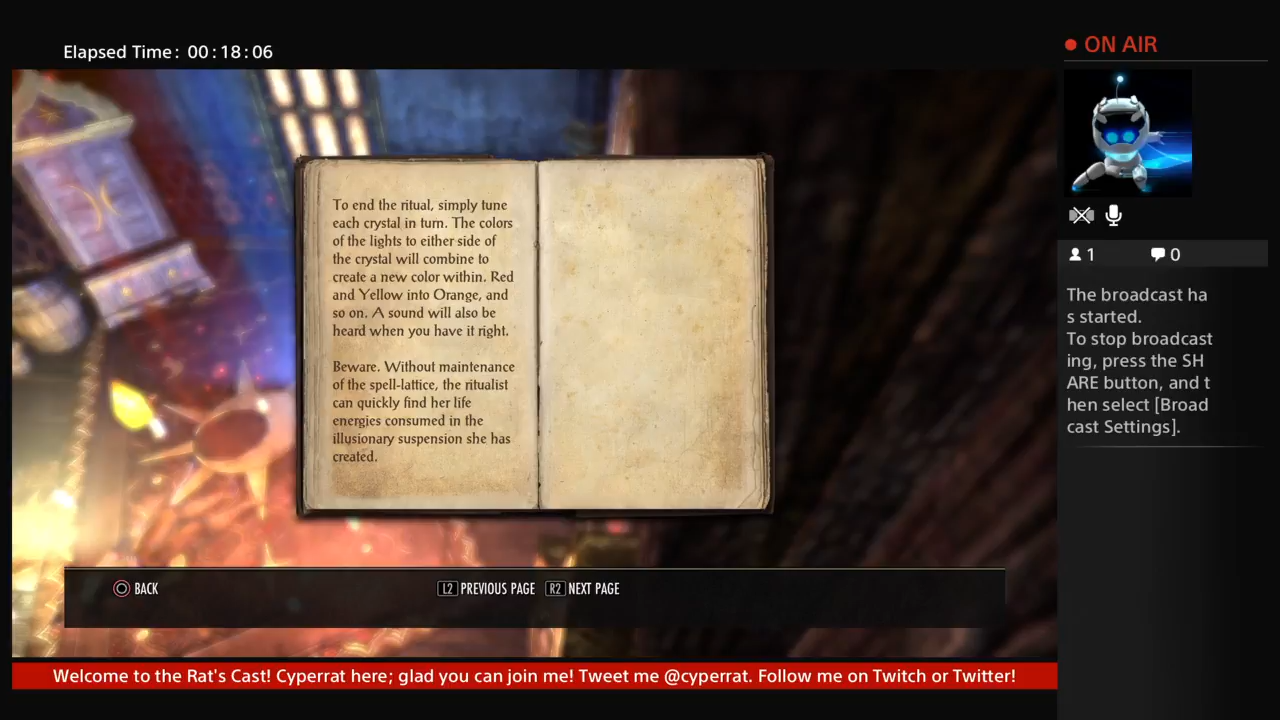 Elapsed Time: 00:18:06
ON AIR
1
0
The broadcast ha
s started.
To stop broadcast
ing, press the SH
ARE button, and t
hen select [Broad
cast Settings].
To end the ritual, simply tune
each crystal in turn. The colors
of the lights to either side of
the crystal will combine to
create a new color within. Red
and Yellow into Orange, and
so on. A sound will also be
heard when you have it right.
Beware. Without maintenance
of the spell-lattice, the ritualist
can quickly find her life
energies consumed in the
illusionary suspension she has
created.
BACK
L2 PREVIOUS PAGE R2 NEXT PAGE
Welcome to the Rat's Cast! Cyperrat here; glad you can join me! Tweet me @cyperrat. Follow me on Twitch or Twitter!